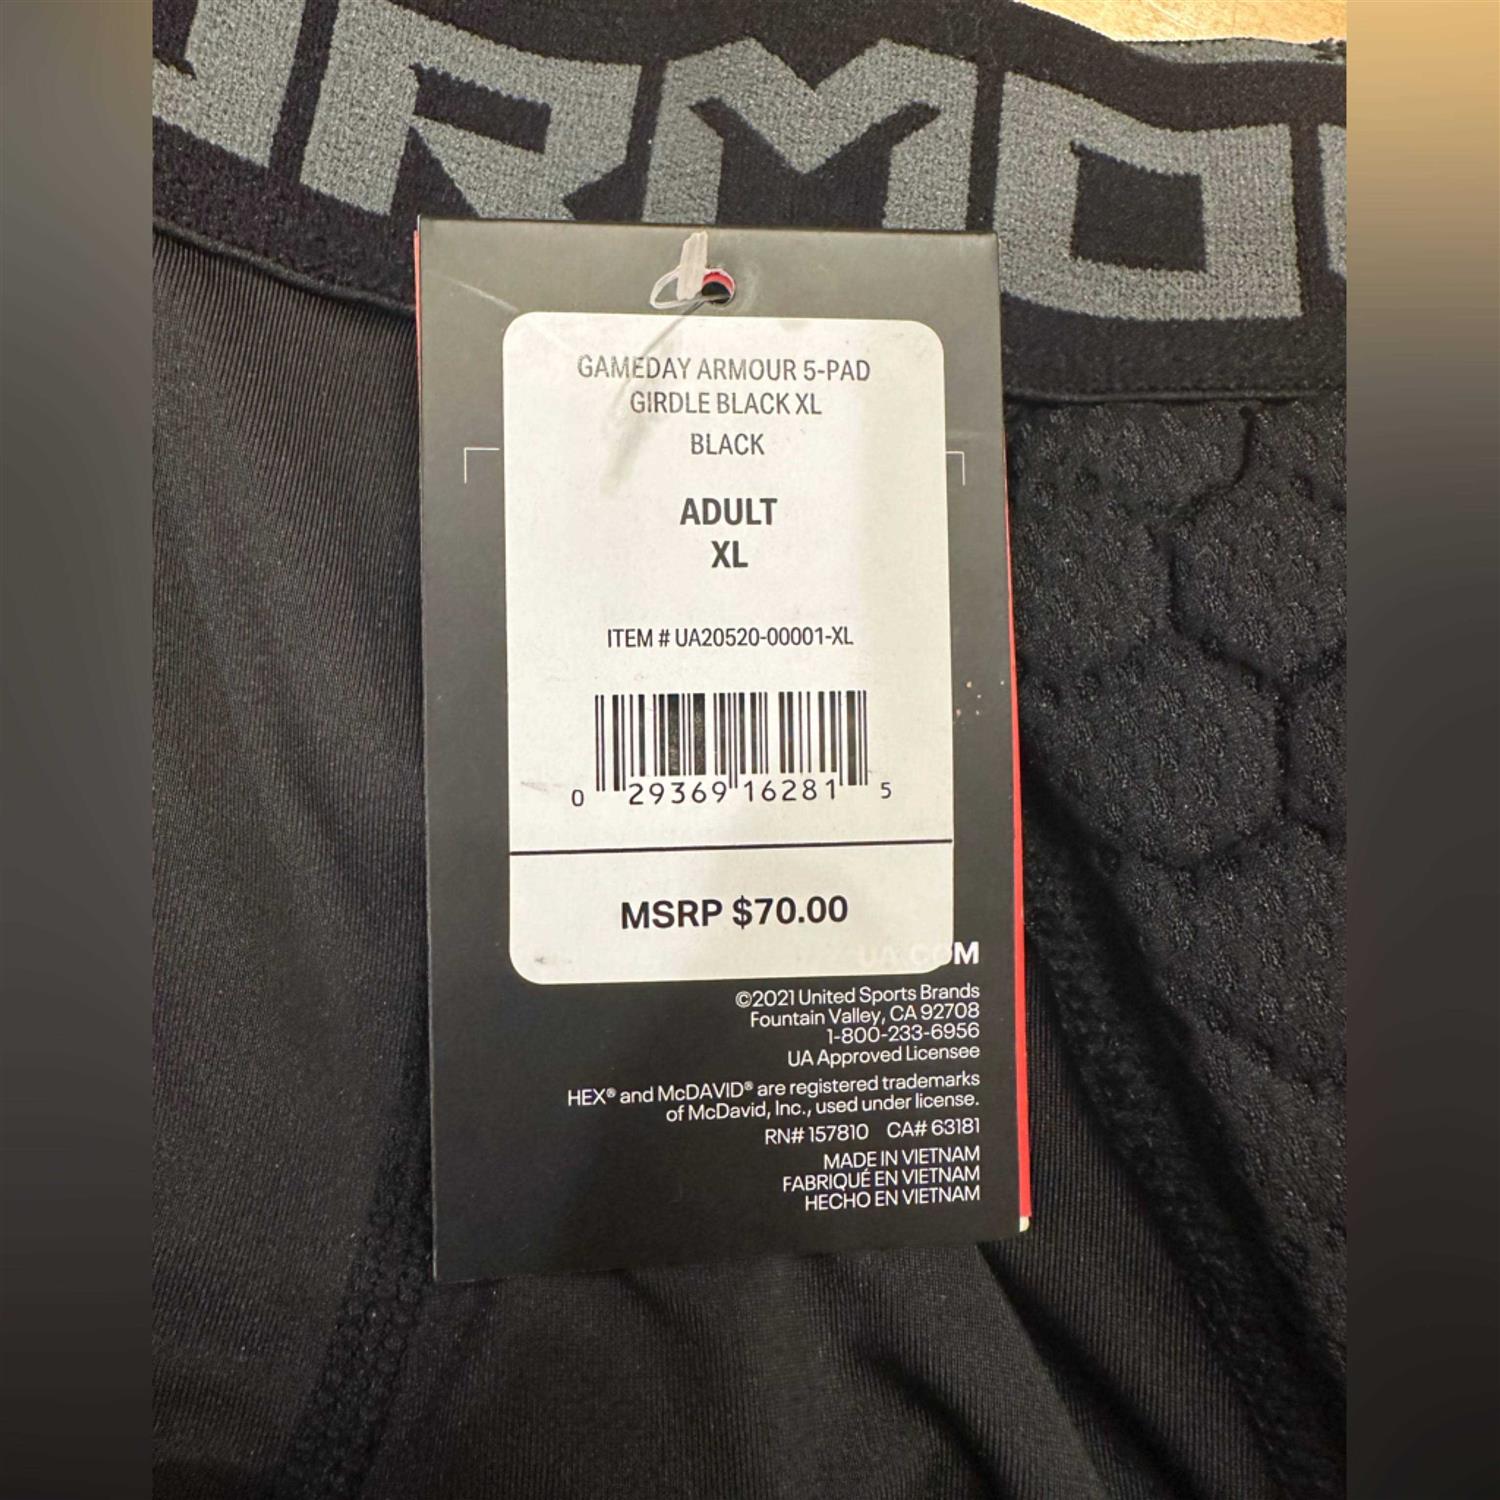 ARMOU
GAMEDAY ARMOUR 5-PAD
GIRDLE BLACK XL
BLACK
ADULT
XL
ITEM # UA20520-00001-XL
0 29369 16281 5
MSRP $70.00
UA.COM
©2021 United Sports Brands
Fountain Valley, CA 92708
1-800-233-6956
UA Approved Licensee
HEX® and McDAVID® are registered trademarks
of McDavid, Inc., used under license.
RN# 157810 CA# 63181
MADE IN VIETNAM
FABRIQUÉ EN VIETNAM
HECHO EN VIETNAM